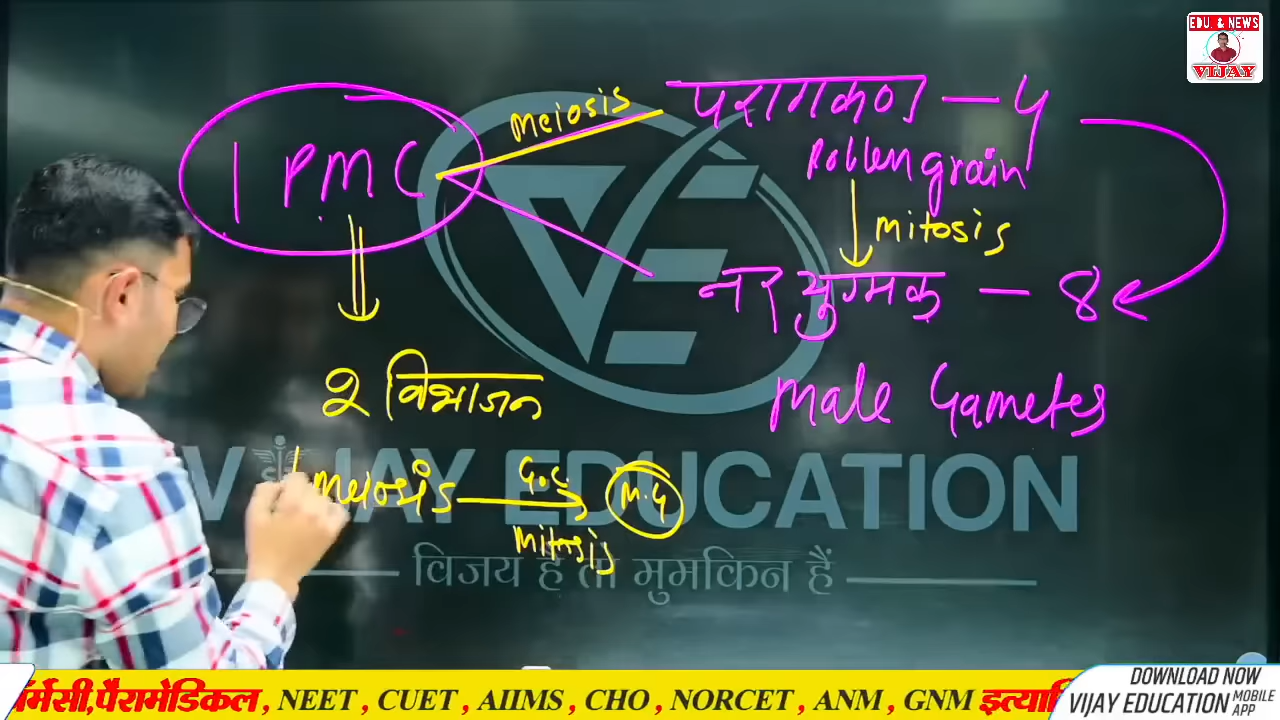 EDU. & NEWS
VIJAY
1 PMC
Meiosis
परागकण — 4
Pollen grain
Mitosis
नर युग्मक — 8
Male Gametes
2 विभाजन
Meiosis
G.C
Mitosis
M.G
VIJAY EDUCATION
विजय है तो मुमकिन हैं
र्मेसी,पैरामेडिकल , NEET , CUET , AIIMS , CHO , NORCET , ANM , GNM इत्यादि
DOWNLOAD NOW
VIJAY EDUCATION MOBILE APP